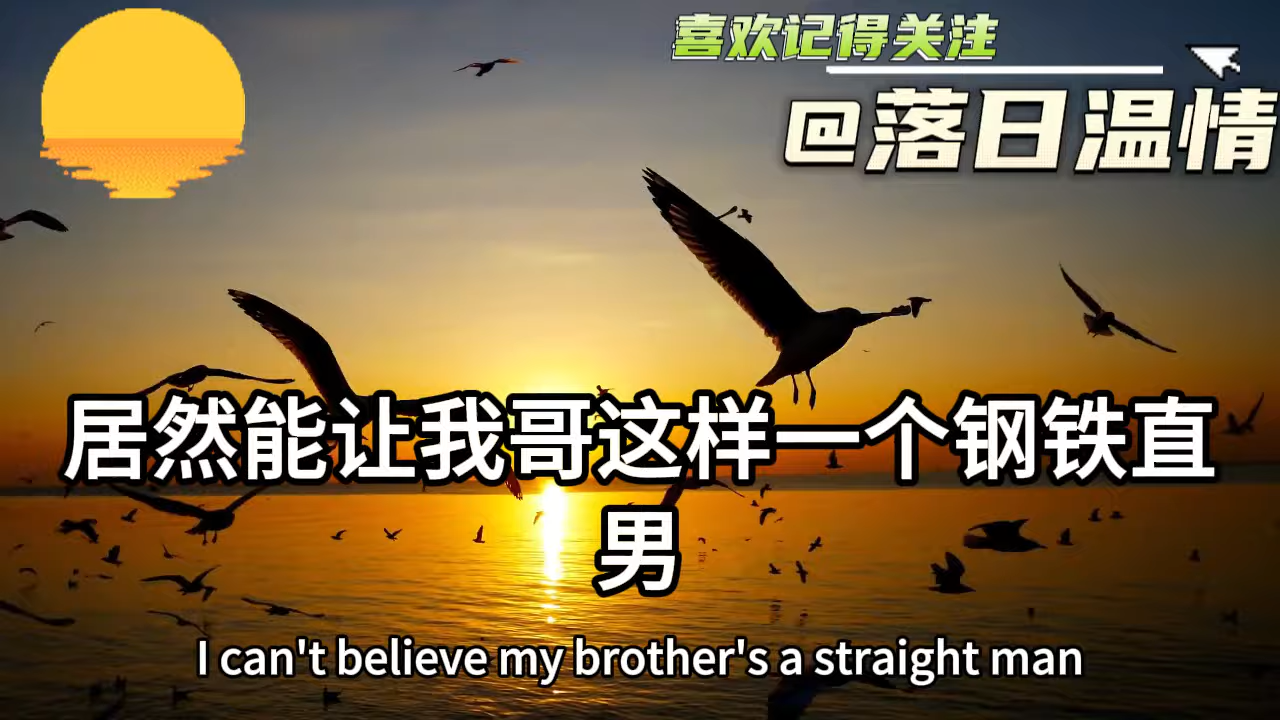 喜欢记得关注
@落日温情
居然能让我哥这样一个钢铁直
男
I can't believe my brother's a straight man